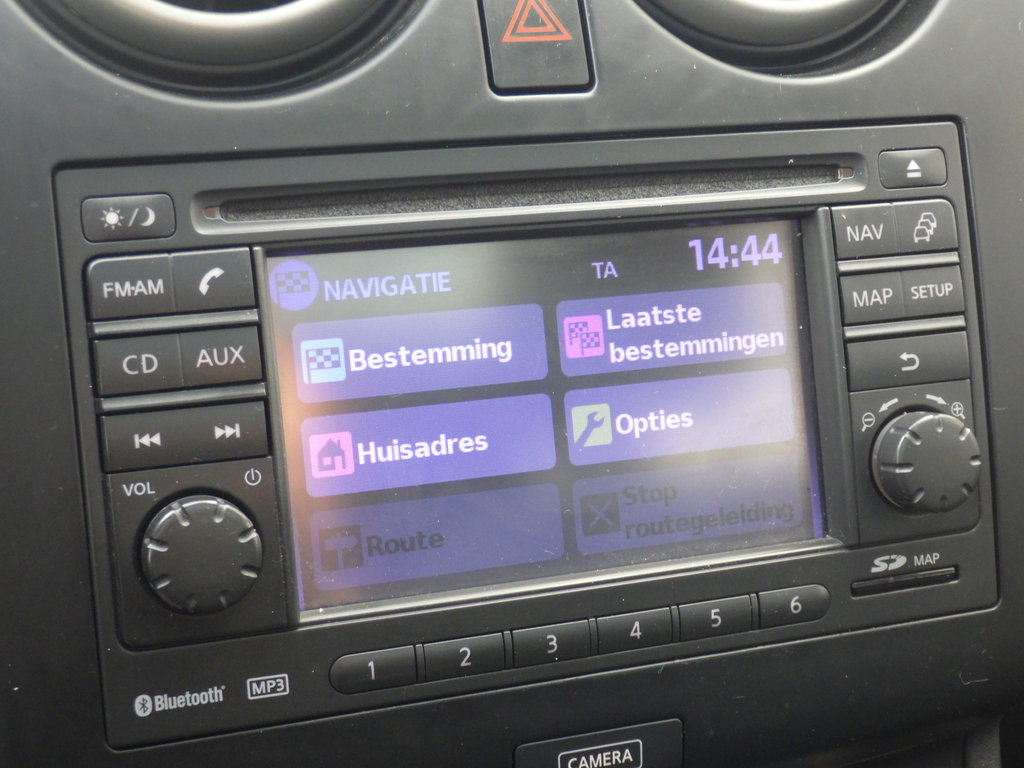 NAV
FM·AM
NAVIGATIE
TA
14:44
MAP
SETUP
CD
AUX
Bestemming
Laatste
bestemmingen
Huisadres
Opties
VOL
Route
Stop
routegeleiding
SD MAP
1
2
3
4
5
6
Bluetooth
MP3
CAMERA